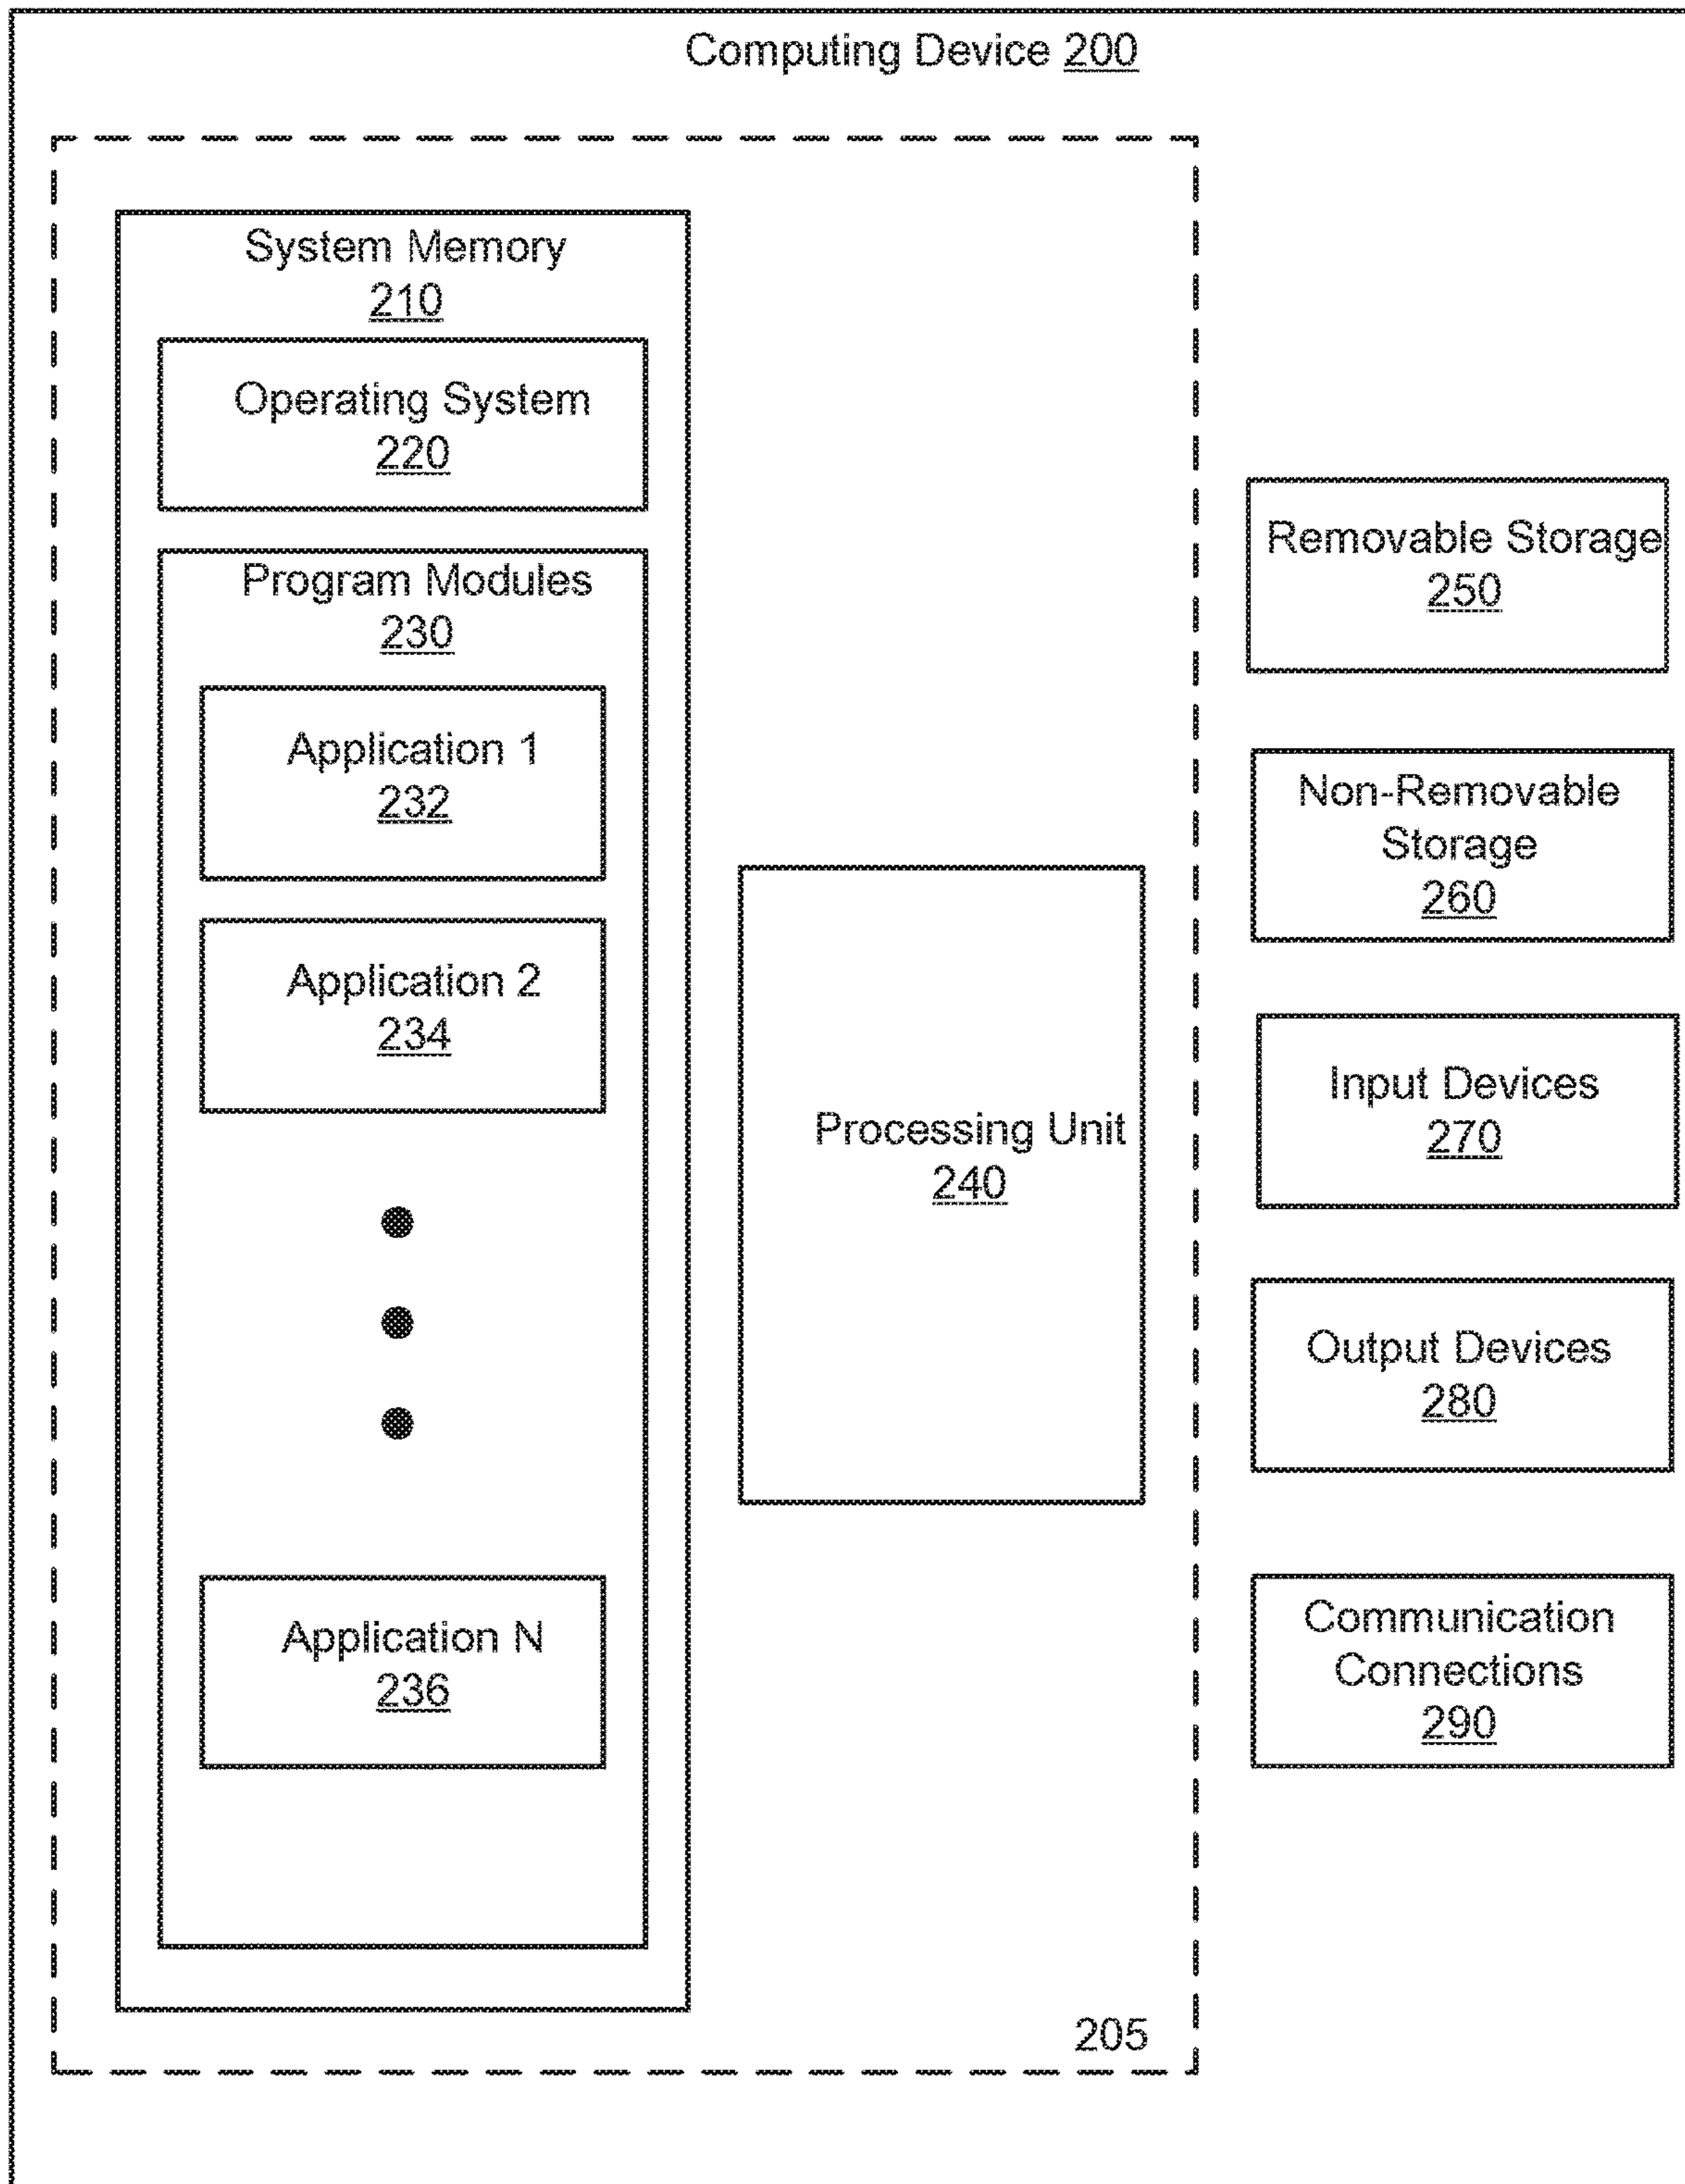 Computing Device 200
System Memory
210
Operating System
220
Program Modules
230
Application 1
232
Application 2
234
Application N
236
Processing Unit
240
205
Removable Storage
250
Non-Removable
Storage
260
Input Devices
270
Output Devices
280
Communication
Connections
290